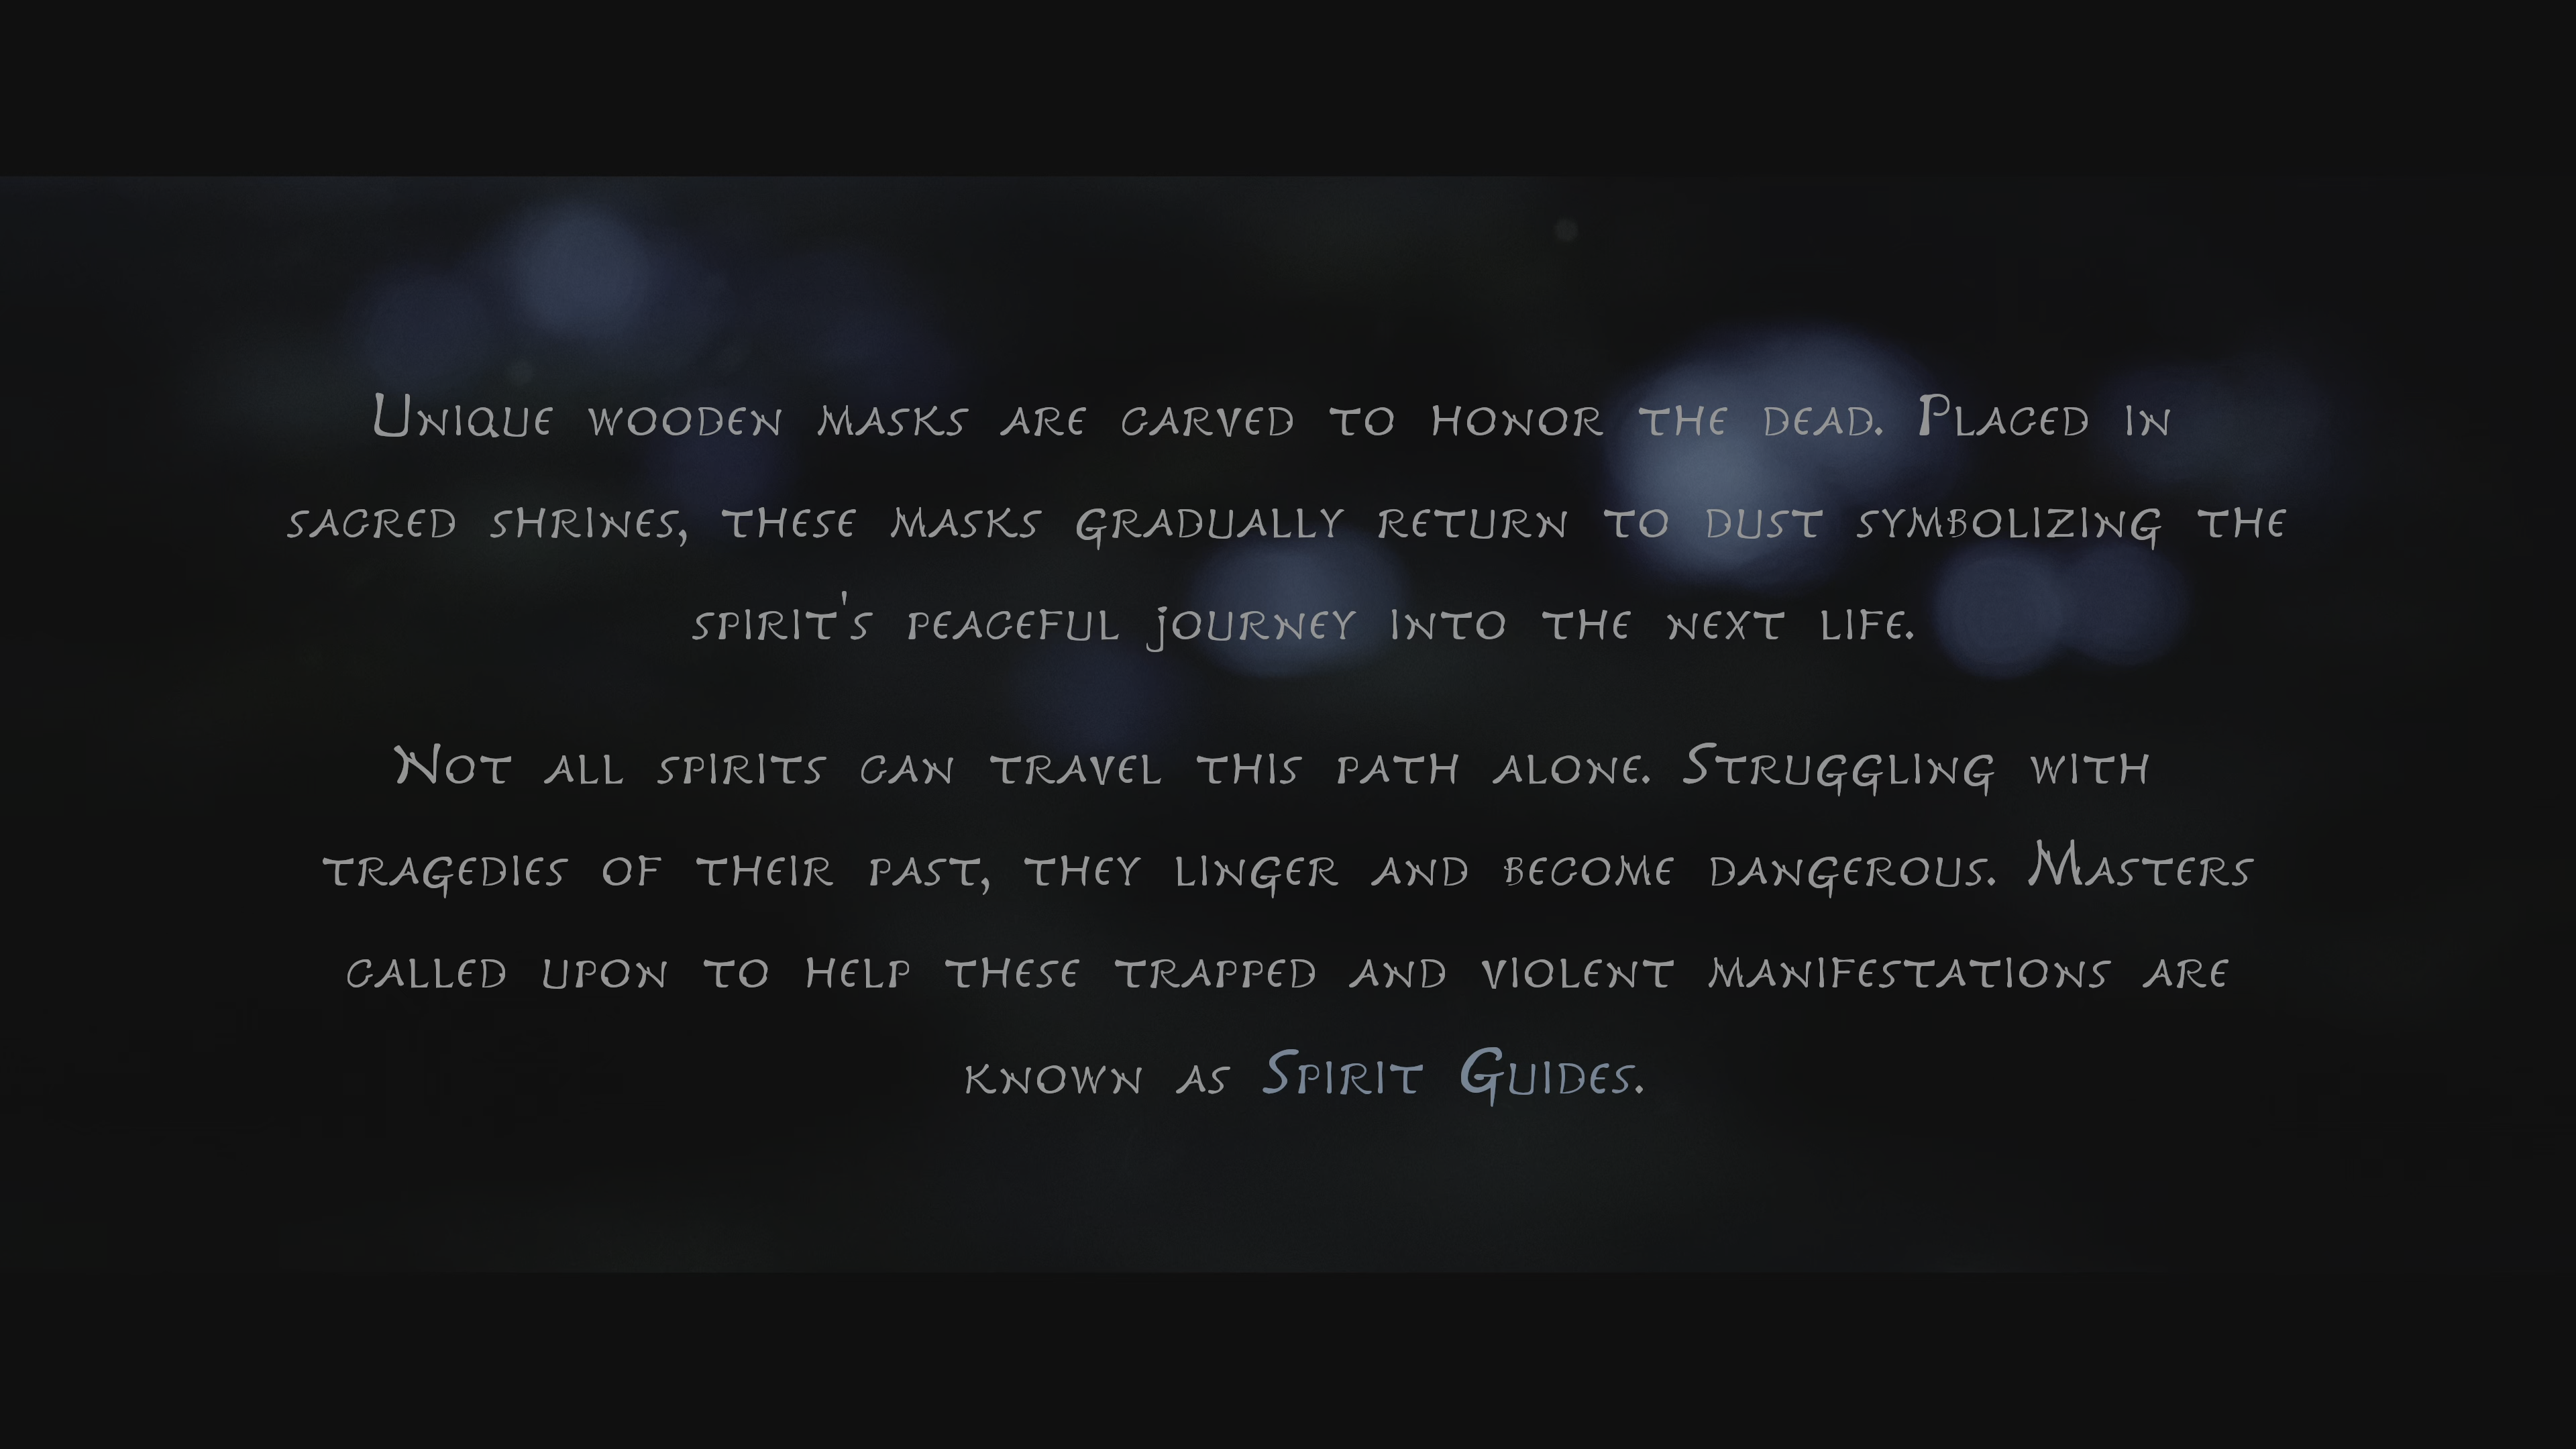 Unique wooden masks are carved to honor the dead. Placed in
sacred shrines, these masks gradually return to dust symbolizing the
spirit's peaceful journey into the next life.
Not all spirits can travel this path alone. Struggling with
tragedies of their past, they linger and become dangerous. Masters
called upon to help these trapped and violent manifestations are
known as Spirit Guides.